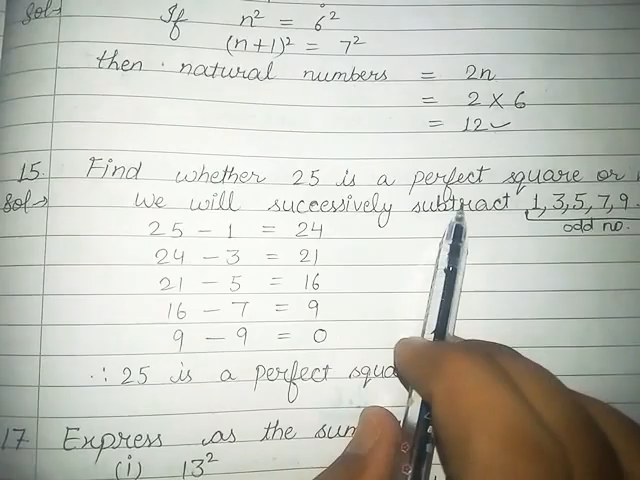 Sol→ If n² = 6²
(n+1)² = 7²
then natural numbers = 2n
= 2 × 6
= 12
15. Find whether 25 is a perfect square or
Sol→ We will successively subtract 1, 3, 5, 7, 9.
odd no.
25 - 1 = 24
24 - 3 = 21
21 - 5 = 16
16 - 7 = 9
9 - 9 = 0
∴ 25 is a perfect squa
17 Express as the sum
(i) 13²